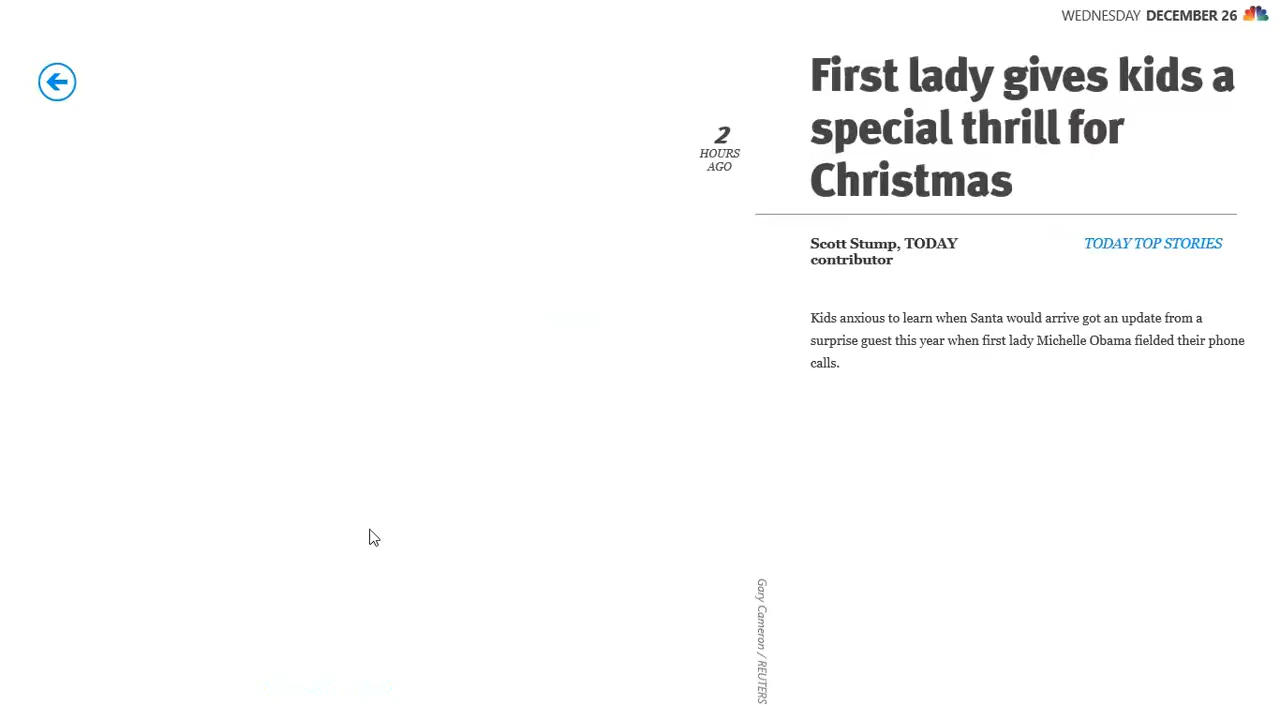 WEDNESDAY DECEMBER 26
First lady gives kids a
special thrill for
Christmas
2
HOURS
AGO
Scott Stump, TODAY
contributor
TODAY TOP STORIES
Kids anxious to learn when Santa would arrive got an update from a
surprise guest this year when first lady Michelle Obama fielded their phone
calls.
Gary Cameron / REUTERS